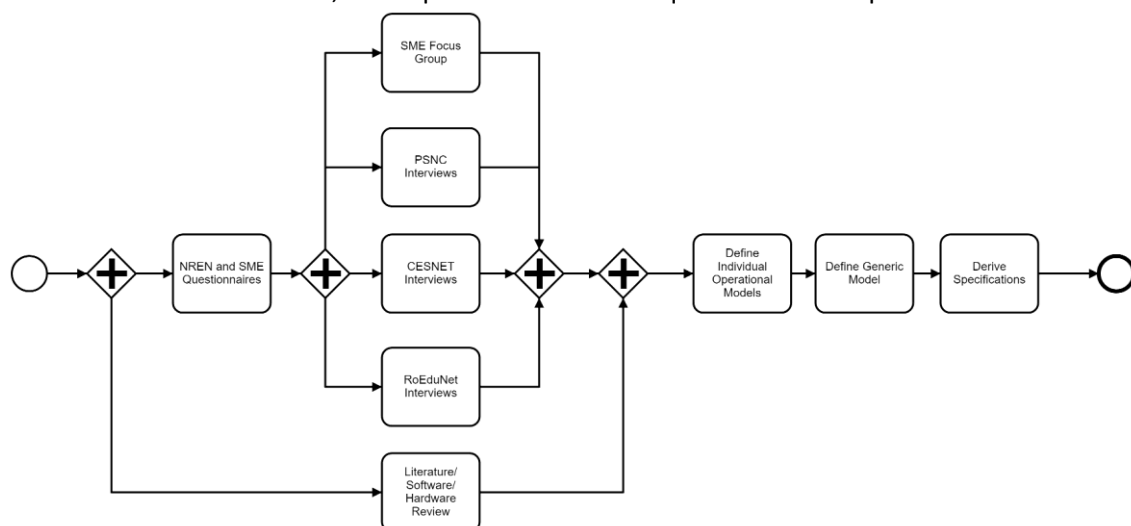 SME Focus
Group
PSNC
Interviews
NREN and SME
Questionnaires
CESNET
Interviews
Define
Individual
Operational
Models
Define Generic
Model
Derive
Specifications
RoEduNet
Interviews
Literature/
Software/
Hardware
Review